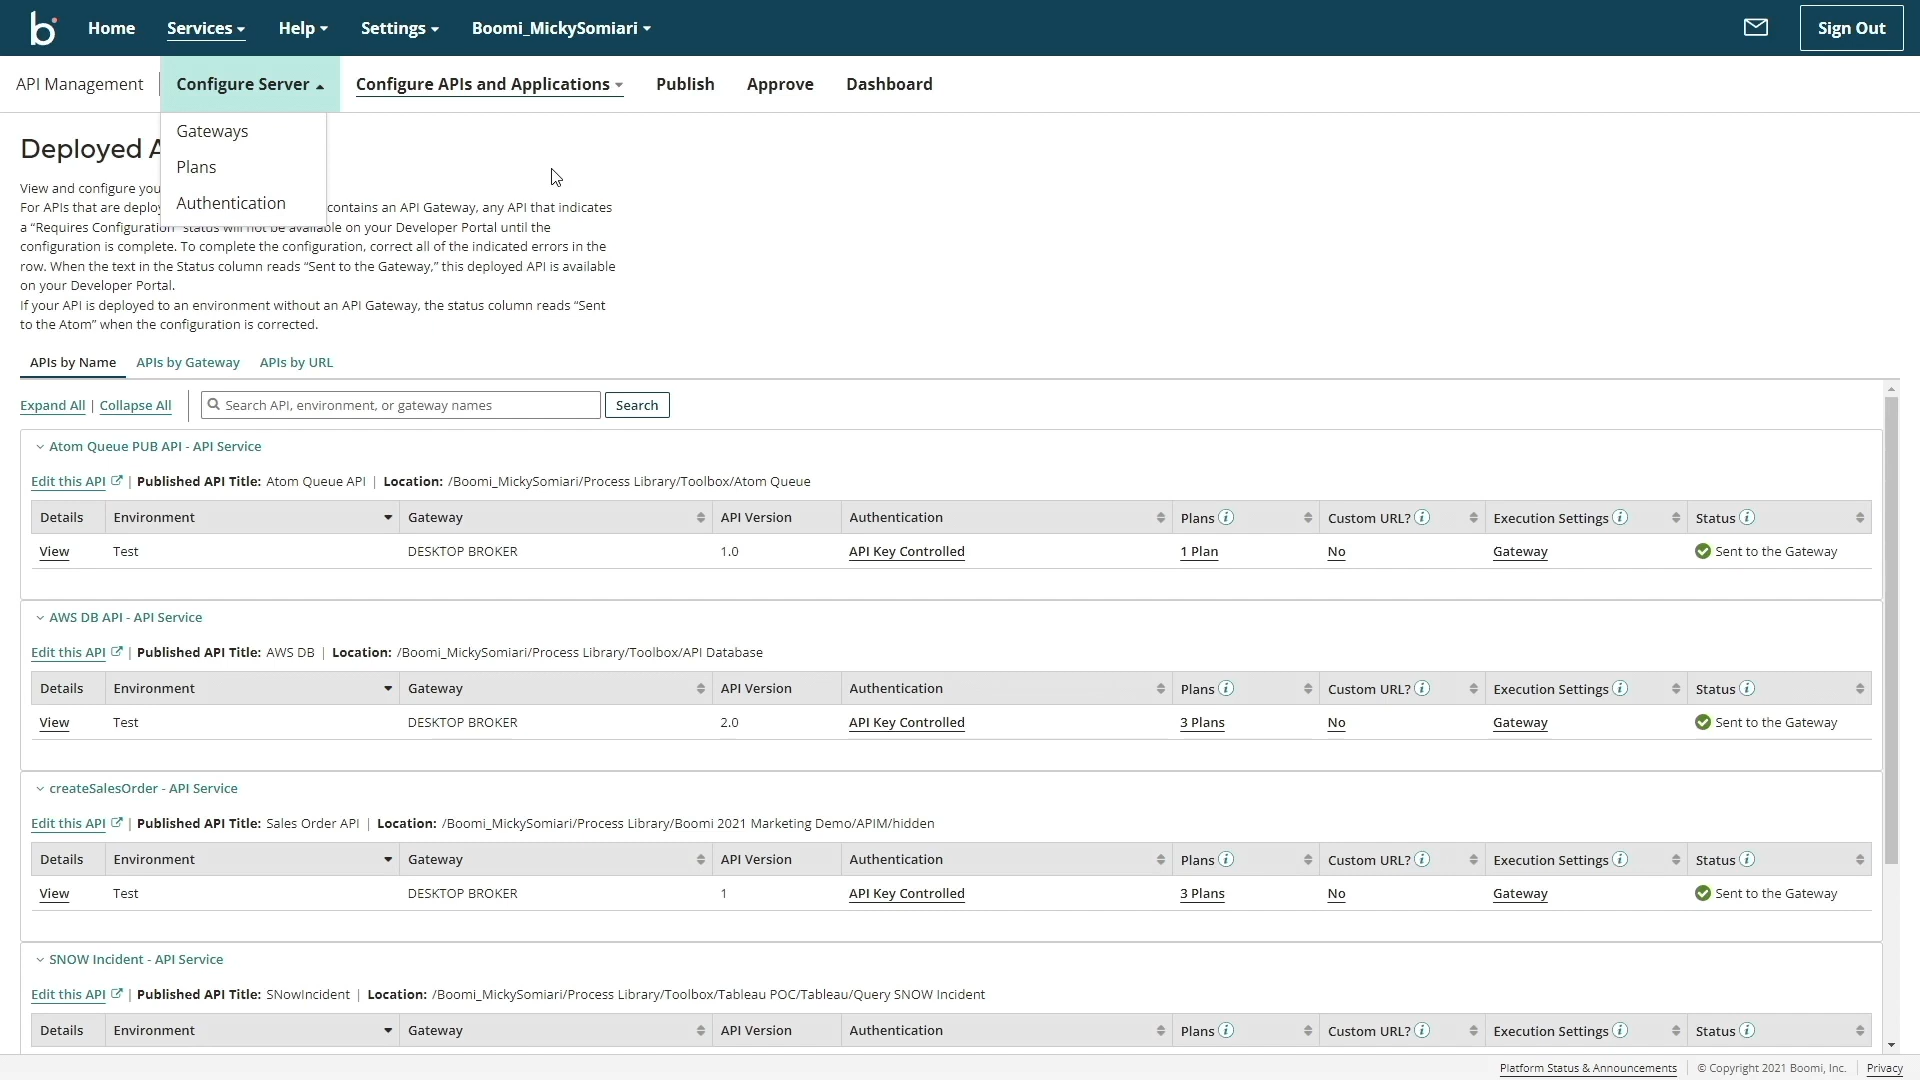 b Home Services Help Settings Boomi_MickySomiari Sign Out
API Management Configure Server Configure APIs and Applications Publish Approve Dashboard
Gateways
Plans
Authentication
Deployed A
View and configure you
For APIs that are deploy contains an API Gateway, any API that indicates
a “Requires Configuration” status will not be available on your Developer Portal until the
configuration is complete. To complete the configuration, correct all of the indicated errors in the
row. When the text in the Status column reads “Sent to the Gateway,” this deployed API is available
on your Developer Portal.
If your API is deployed to an environment without an API Gateway, the status column reads “Sent
to the Atom” when the configuration is corrected.
APIs by Name APIs by Gateway APIs by URL
Expand All | Collapse All Search API, environment, or gateway names Search
Atom Queue PUB API - API Service
Edit this API | Published API Title: Atom Queue API | Location: /Boomi_MickySomiari/Process Library/Toolbox/Atom Queue
Details Environment Gateway API Version Authentication Plans i Custom URL? i Execution Settings i Status i
View Test DESKTOP BROKER 1.0 API Key Controlled 1 Plan No Gateway Sent to the Gateway
AWS DB API - API Service
Edit this API | Published API Title: AWS DB | Location: /Boomi_MickySomiari/Process Library/Toolbox/API Database
Details Environment Gateway API Version Authentication Plans i Custom URL? i Execution Settings i Status i
View Test DESKTOP BROKER 2.0 API Key Controlled 3 Plans No Gateway Sent to the Gateway
createSalesOrder - API Service
Edit this API | Published API Title: Sales Order API | Location: /Boomi_MickySomiari/Process Library/Boomi 2021 Marketing Demo/APIM/hidden
Details Environment Gateway API Version Authentication Plans i Custom URL? i Execution Settings i Status i
View Test DESKTOP BROKER 1 API Key Controlled 3 Plans No Gateway Sent to the Gateway
SNOW Incident - API Service
Edit this API | Published API Title: SNowIncident | Location: /Boomi_MickySomiari/Process Library/Toolbox/Tableau POC/Tableau/Query SNOW Incident
Details Environment Gateway API Version Authentication Plans i Custom URL? i Execution Settings i Status i
Platform Status & Announcements | © Copyright 2021 Boomi, Inc. | Privacy